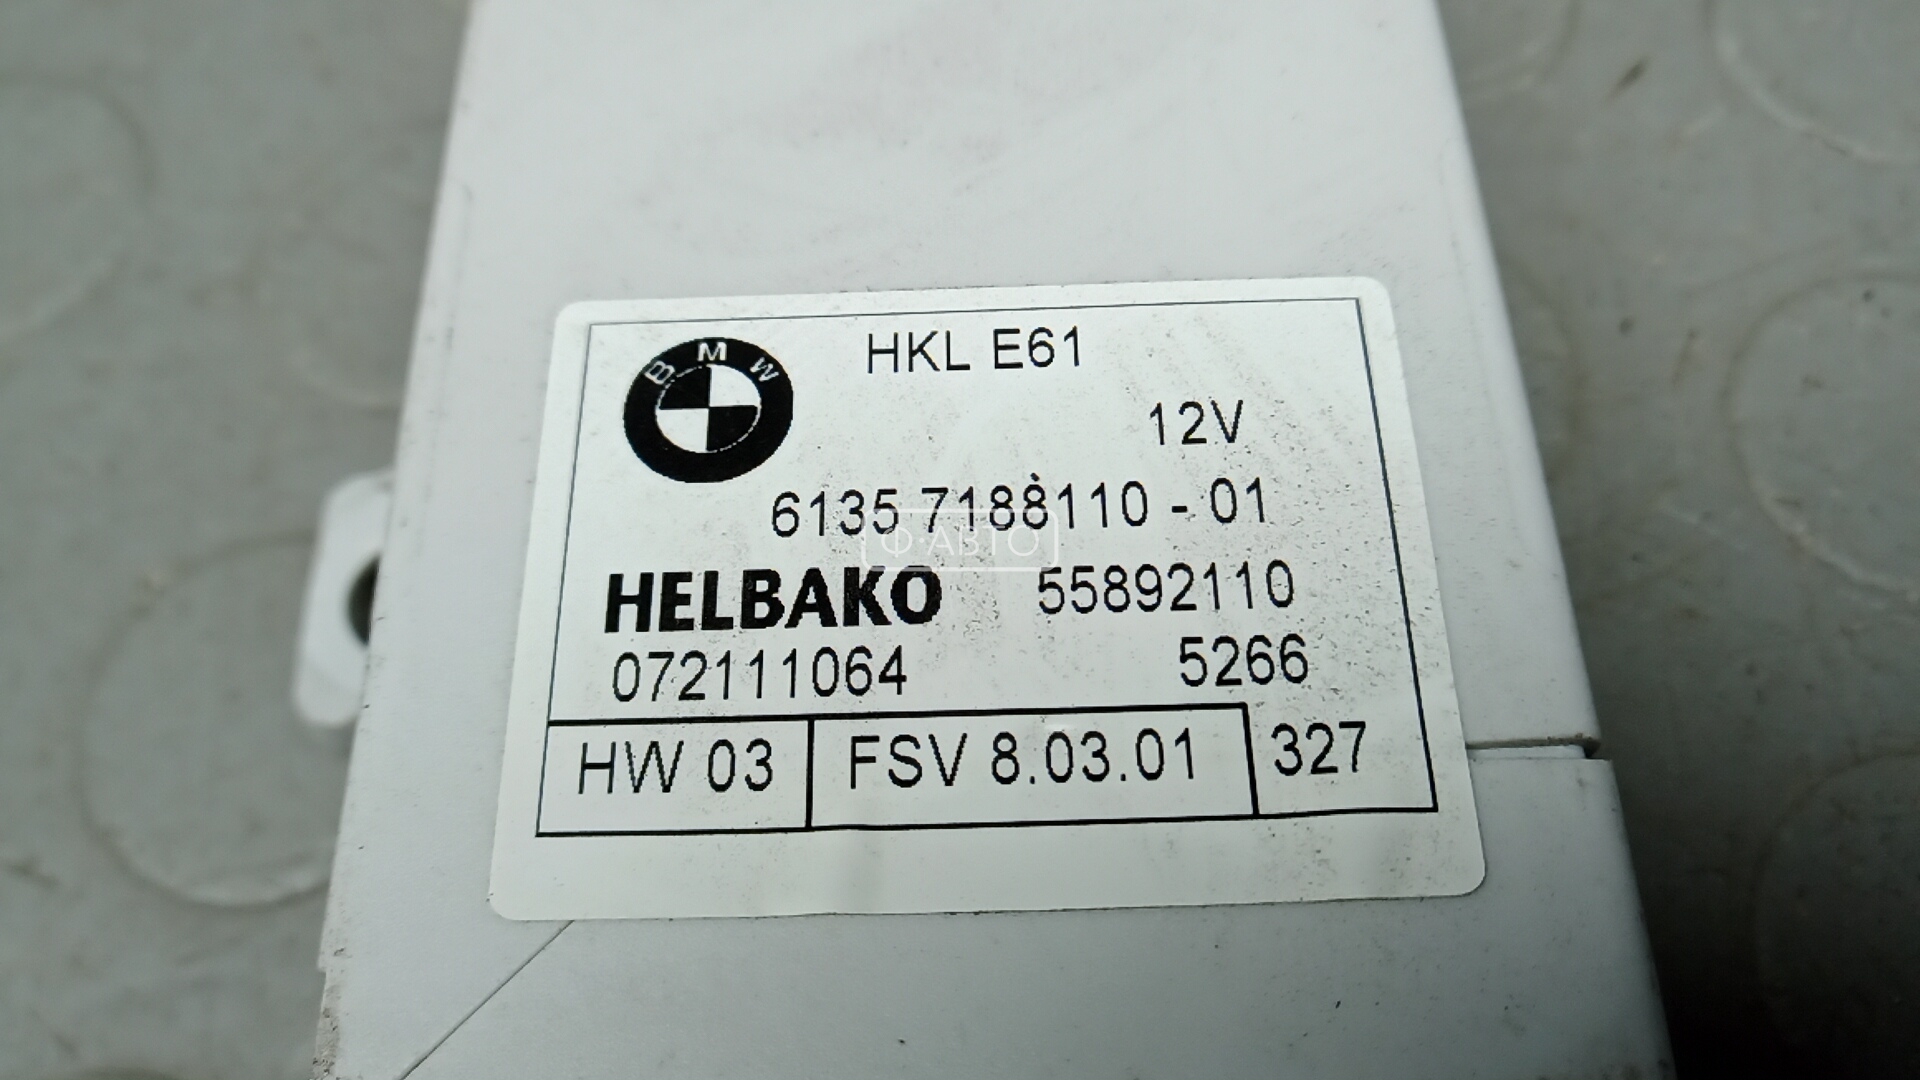 BMW
HKL E61
12V
6135 7188110 - 01
Ф·АВТО
HELBAKO 55892110
072111064 5266
HW 03 FSV 8.03.01 327